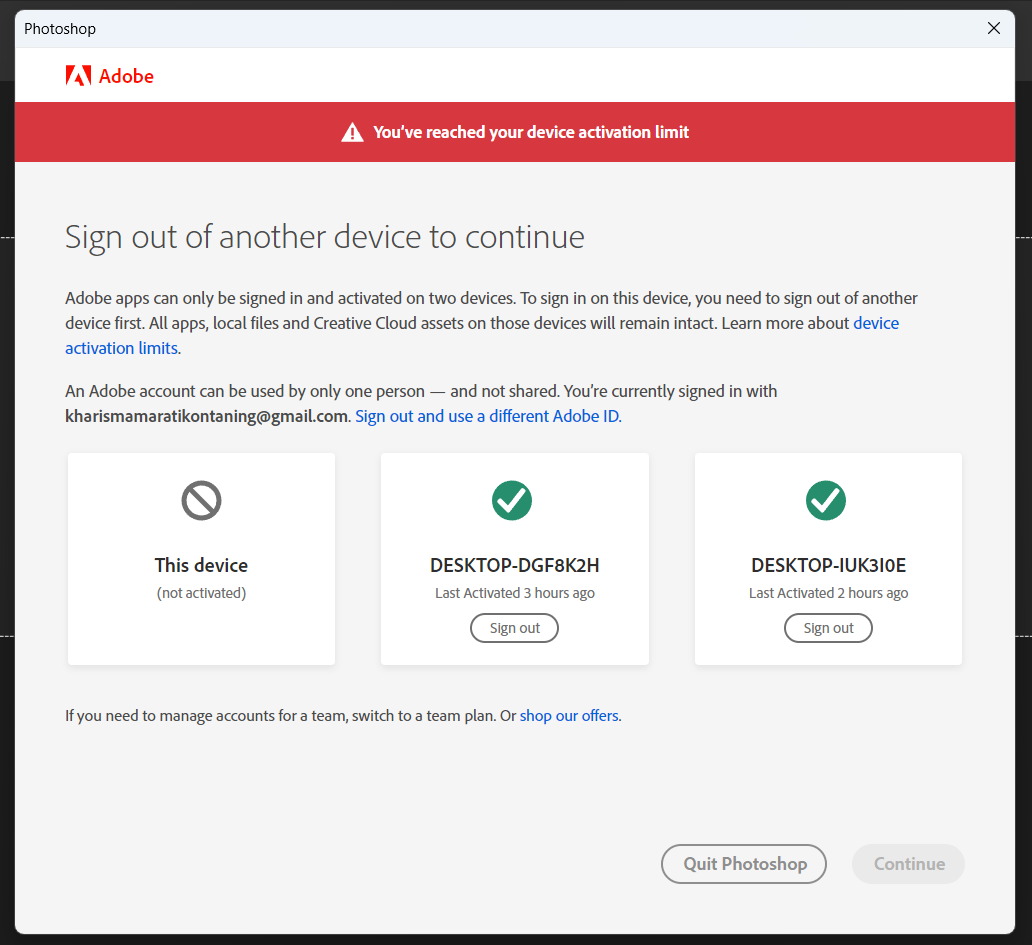 Photoshop
Adobe
You've reached your device activation limit
Sign out of another device to continue
Adobe apps can only be signed in and activated on two devices. To sign in on this device, you need to sign out of another
device first. All apps, local files and Creative Cloud assets on those devices will remain intact. Learn more about device
activation limits.
An Adobe account can be used by only one person — and not shared. You're currently signed in with
kharismamaratikontaning@gmail.com. Sign out and use a different Adobe ID.
This device
(not activated)
DESKTOP-DGF8K2H
Last Activated 3 hours ago
Sign out
DESKTOP-IUK3I0E
Last Activated 2 hours ago
Sign out
If you need to manage accounts for a team, switch to a team plan. Or shop our offers.
Quit Photoshop
Continue